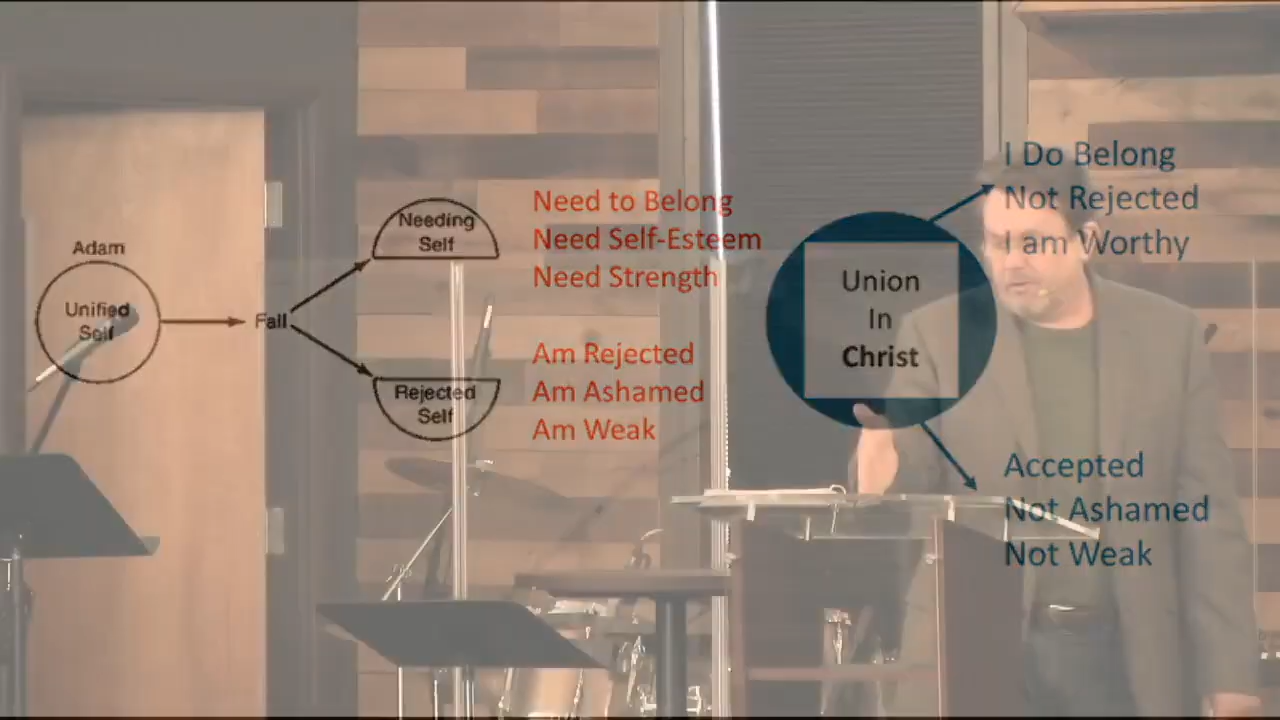 Adam
Unified
Self
Fall
Needing
Self
Rejected
Self
Need to Belong
Need Self-Esteem
Need Strength
Am Rejected
Am Ashamed
Am Weak
Union
In
Christ
I Do Belong
Not Rejected
I am Worthy
Accepted
Not Ashamed
Not Weak